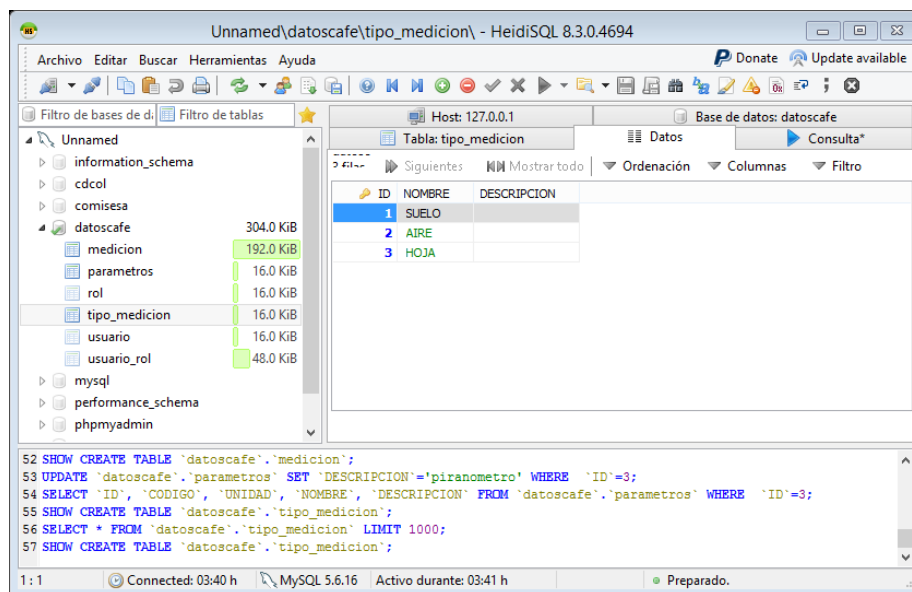 Unnamed\datoscafe\tipo_medicion\ - HeidiSQL 8.3.0.4694
Archivo Editar Buscar Herramientas Ayuda
Donate Update available
Filtro de bases de d Filtro de tablas
Unnamed
information_schema
cdcol
comisesa
datoscafe 304.0 KiB
medicion 192.0 KiB
parametros 16.0 KiB
rol 16.0 KiB
tipo_medicion 16.0 KiB
usuario 16.0 KiB
usuario_rol 48.0 KiB
mysql
performance_schema
phpmyadmin
Host: 127.0.0.1 Base de datos: datoscafe
Tabla: tipo_medicion Datos Consulta*
Siguientes Mostrar todo Ordenación Columnas Filtro
ID NOMBRE DESCRIPCION
1 SUELO
2 AIRE
3 HOJA
52 SHOW CREATE TABLE `datoscafe`.`medicion`;
53 UPDATE `datoscafe`.`parametros` SET `DESCRIPCION`='piranometro' WHERE  `ID`=3;
54 SELECT `ID`, `CODIGO`, `UNIDAD`, `NOMBRE`, `DESCRIPCION` FROM `datoscafe`.`parametros` WHERE  `ID`=3;
55 SHOW CREATE TABLE `datoscafe`.`tipo_medicion`;
56 SELECT * FROM `datoscafe`.`tipo_medicion` LIMIT 1000;
57 SHOW CREATE TABLE `datoscafe`.`tipo_medicion`;
1 : 1 Connected: 03:40 h MySQL 5.6.16 Activo durante: 03:41 h Preparado.